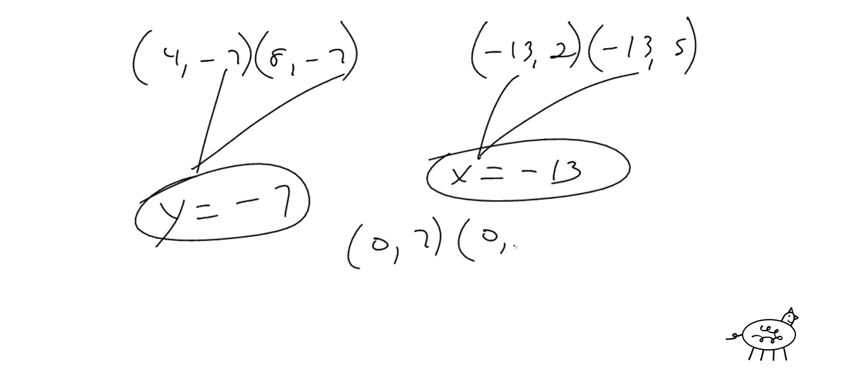 (4, -7)(8, -7) (-13, 2)(-13, 5)
y = -7 x = -13
(0, 7)(0,